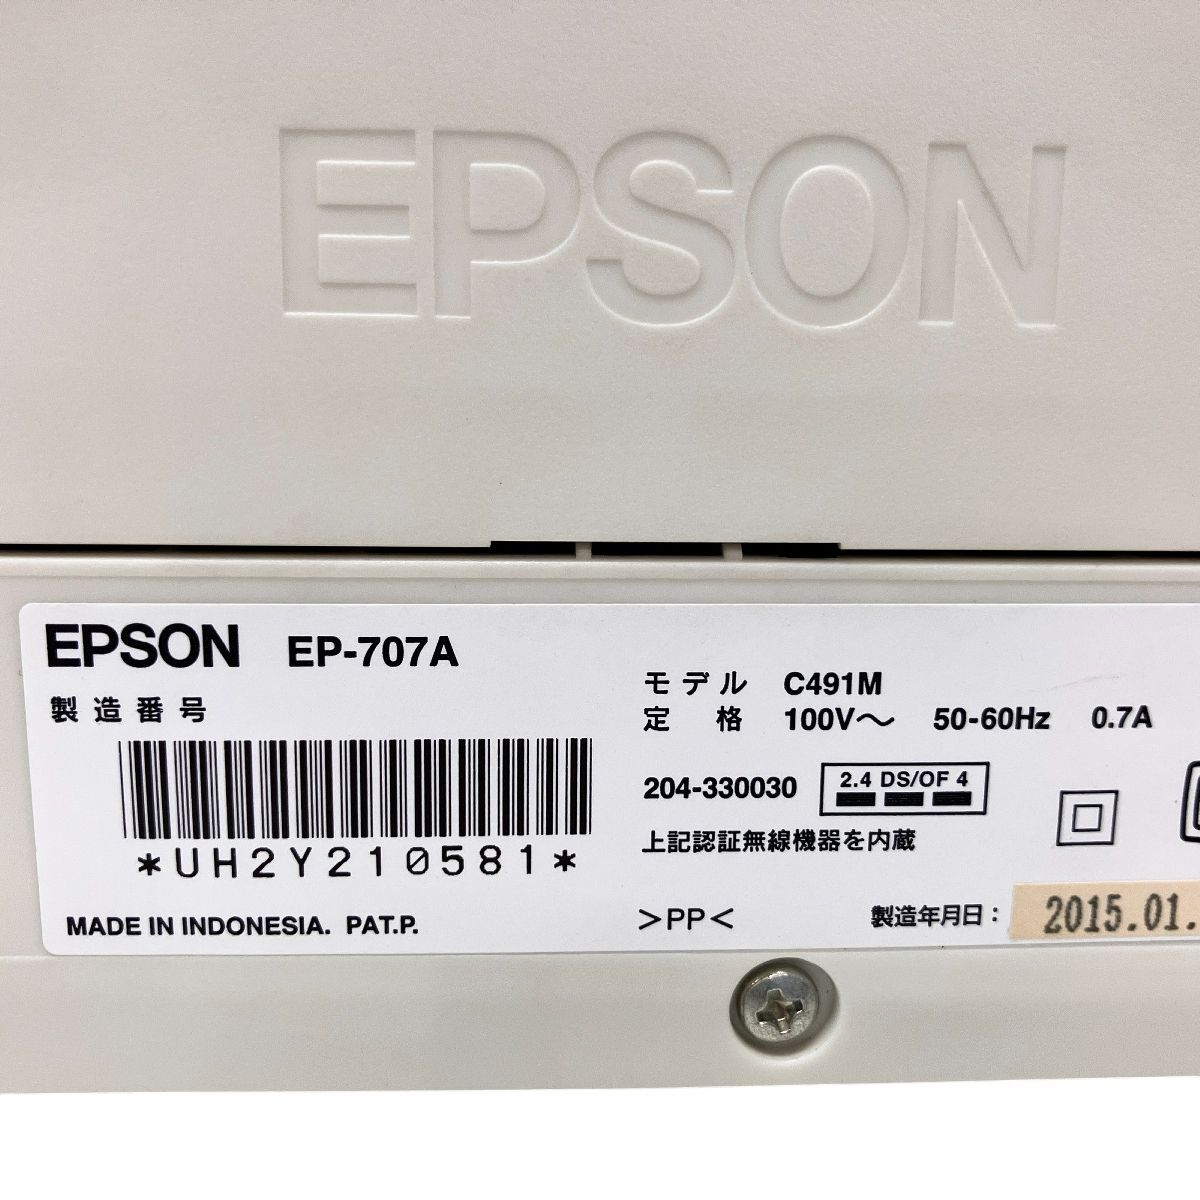 EPSON
EPSON EP-707A
製造番号
*UH2Y210581*
MADE IN INDONESIA. PAT.P.
モデル C491M
定格 100V～ 50-60Hz 0.7A
204-330030 2.4 DS/OF 4
上記認証無線機器を内蔵
>PP<
製造年月日： 2015.01.